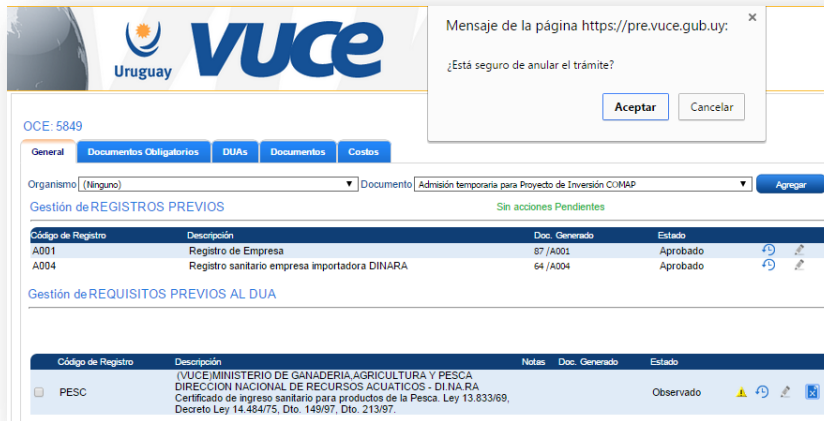 Uruguay
vuce
Mensaje de la página https://pre.vuce.gub.uy:
¿Está seguro de anular el trámite?
Aceptar Cancelar
OCE: 5849
General Documentos Obligatorios DUAs Documentos Costos
Organismo (Ninguno) Documento Admisión temporaria para Proyecto de Inversión COMAP Agregar
Gestión de REGISTROS PREVIOS Sin acciones Pendientes
Código de Registro Descripción Doc. Generado Estado
A001 Registro de Empresa 87 /A001 Aprobado
A004 Registro sanitario empresa importadora DINARA 64 /A004 Aprobado
Gestión de REQUISITOS PREVIOS AL DUA
Código de Registro Descripción Notas Doc. Generado Estado
(VUCE)MINISTERIO DE GANADERIA,AGRICULTURA Y PESCA
DIRECCION NACIONAL DE RECURSOS ACUATICOS - DI.NA.RA
PESC Certificado de ingreso sanitario para productos de la Pesca. Ley 13.833/69, Observado
Decreto Ley 14.484/75, Dto. 149/97, Dto. 213/97.